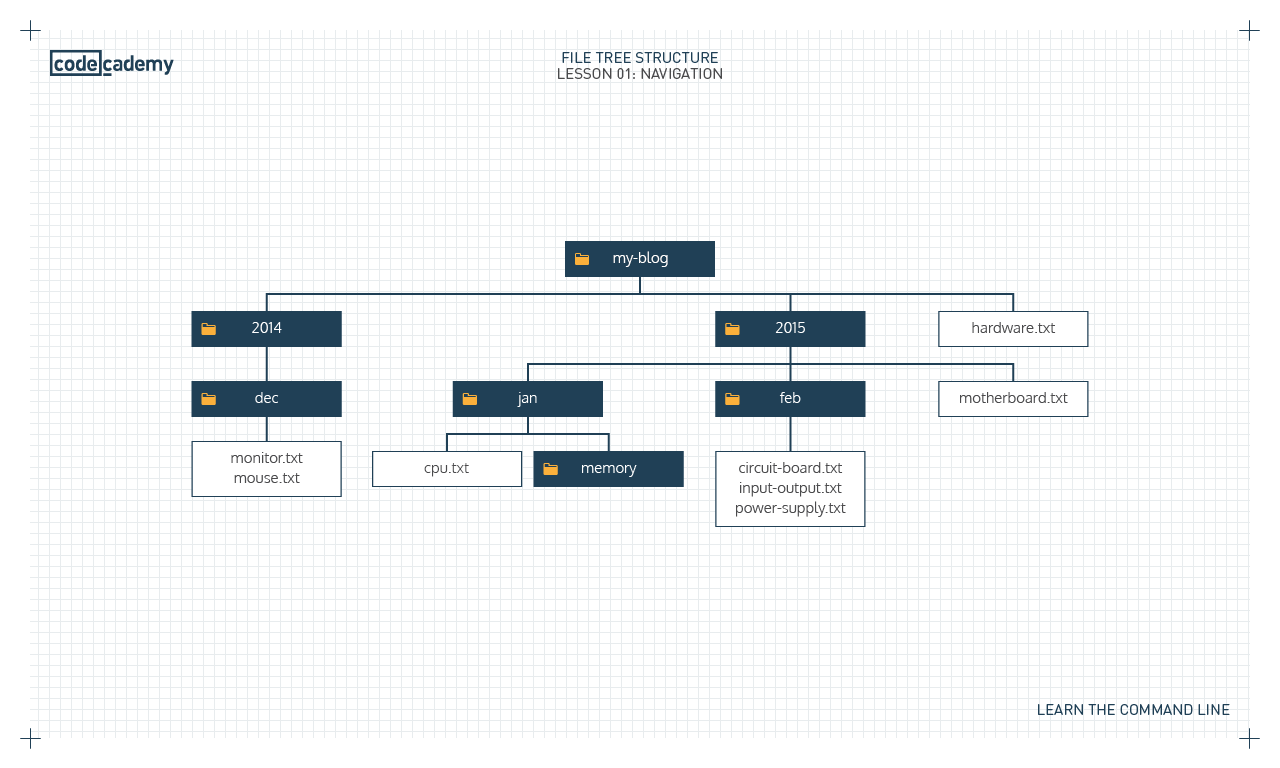 codecademy
FILE TREE STRUCTURE
LESSON 01: NAVIGATION
my-blog
2014
2015
hardware.txt
dec
jan
feb
motherboard.txt
monitor.txt
mouse.txt
cpu.txt
memory
circuit-board.txt
input-output.txt
power-supply.txt
LEARN THE COMMAND LINE